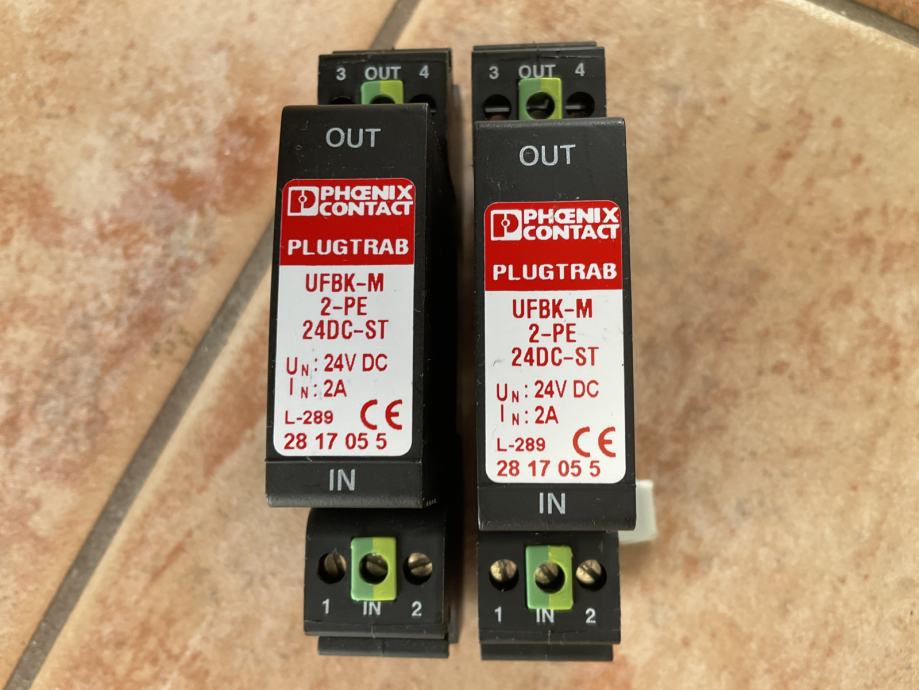 3 OUT 4
OUT
PHŒNIX
CONTACT
PLUGTRAB
UFBK-M
2-PE
24DC-ST
UN: 24V DC
IN: 2A
L-289 CE
28 17 05 5
IN
1 IN 2
3 OUT 4
OUT
PHŒNIX
CONTACT
PLUGTRAB
UFBK-M
2-PE
24DC-ST
UN: 24V DC
IN: 2A
L-289 CE
28 17 05 5
IN
1 IN 2